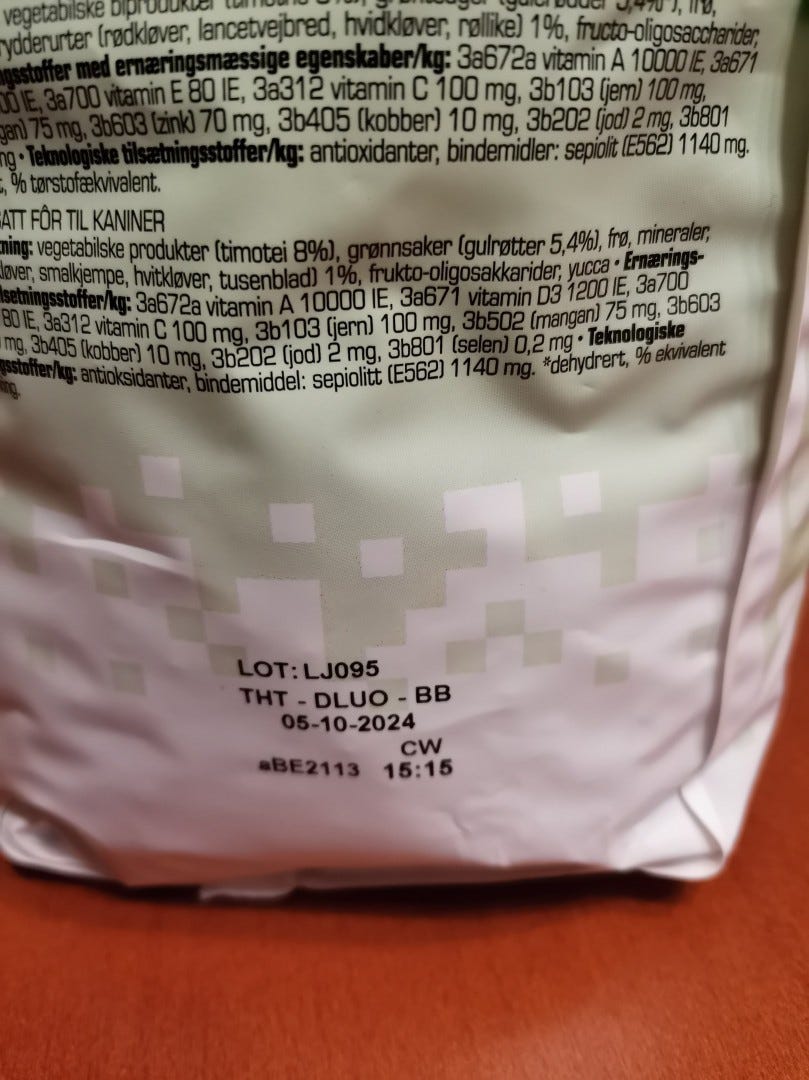 vegetabilske biprodukter
rydderurter (rødkløver, lancetvejbred, hvidkløver, røllike) 1%, fructo-oligosaccharider,
ngsstoffer med ernæringsmæssige egenskaber/kg: 3a672a vitamin A 10000 IE, 3a671
00 IE, 3a700 vitamin E 80 IE, 3a312 vitamin C 100 mg, 3b103 (jern) 100 mg,
gan) 75 mg, 3b603 (zink) 70 mg, 3b405 (kobber) 10 mg, 3b202 (jod) 2 mg, 3b801
mg • Teknologiske tilsætningsstoffer/kg: antioxidanter, bindemidler: sepiolit (E562) 1140 mg.
, % tørstofækvivalent.
ATT FÔR TIL KANINER
ning: vegetabilske produkter (timotei 8%), grønnsaker (gulrøtter 5,4%), frø, mineraler,
løver, smalkjempe, hvitkløver, tusenblad) 1%, frukto-oligosakkarider, yucca • Ernærings-
lsetningsstoffer/kg: 3a672a vitamin A 10000 IE, 3a671 vitamin D3 1200 IE, 3a700
80 IE, 3a312 vitamin C 100 mg, 3b103 (jern) 100 mg, 3b502 (mangan) 75 mg, 3b603
mg, 3b405 (kobber) 10 mg, 3b202 (jod) 2 mg, 3b801 (selen) 0,2 mg • Teknologiske
gsstoffer/kg: antioksidanter, bindemiddel: sepiolitt (E562) 1140 mg. *dehydrert, % ekvivalent
ring.
LOT: LJ095
THT - DLUO - BB
05-10-2024
CW
aBE2113 15:15